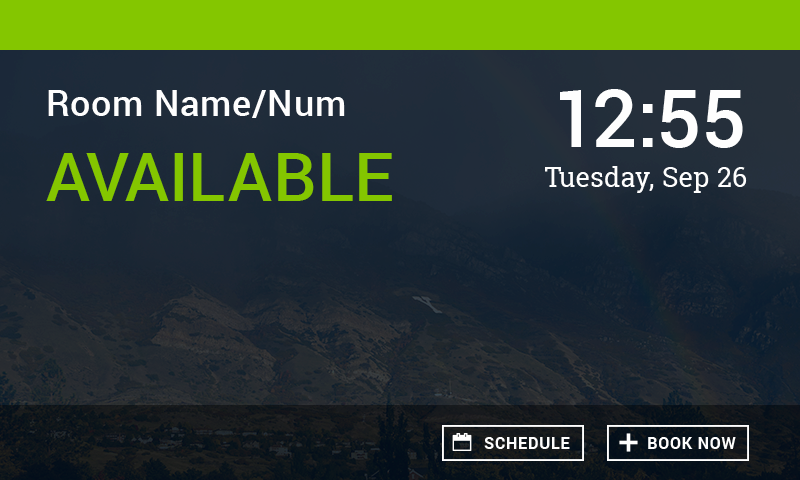 Room Name/Num
AVAILABLE
12:55
Tuesday, Sep 26
SCHEDULE
BOOK NOW